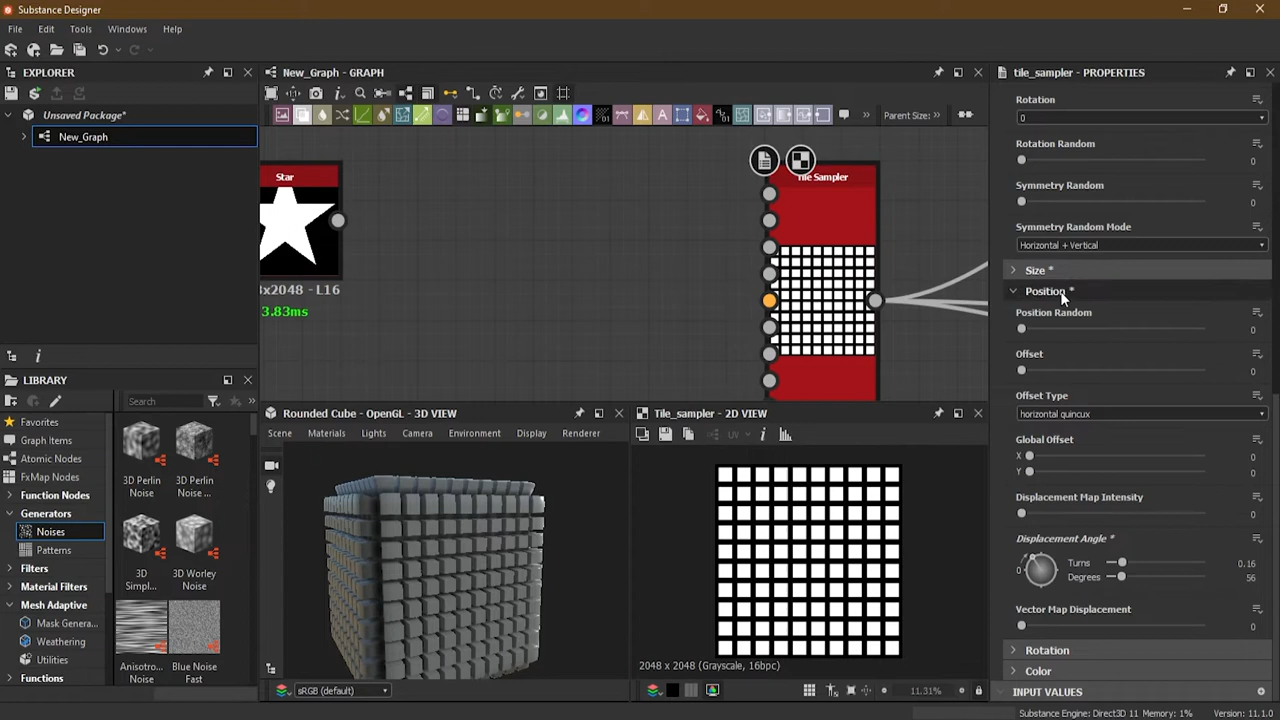 Substance Designer
File Edit Tools Windows Help
EXPLORER
Unsaved Package*
New_Graph
LIBRARY
Search
Favorites
Graph Items
Atomic Nodes
FxMap Nodes
Function Nodes
Generators
Noises
Patterns
Filters
Material Filters
Mesh Adaptive
Mask Genera...
Weathering
Utilities
Functions
3D Perlin Noise
3D Perlin Noise ...
3D Simpl...
3D Worley Noise
Anisotro... Noise
Blue Noise Fast
New_Graph - GRAPH
Parent Size:
Star
8x2048 - L16
3.83ms
Tile Sampler
Rounded Cube - OpenGL - 3D VIEW
Scene Materials Lights Camera Environment Display Renderer
sRGB (default)
Tile_sampler - 2D VIEW
UV
2048 x 2048 (Grayscale, 16bpc)
11.31%
tile_sampler - PROPERTIES
Rotation
0
Rotation Random
0
Symmetry Random
0
Symmetry Random Mode
Horizontal + Vertical
Size *
Position *
Position Random
0
Offset
0
Offset Type
horizontal quincux
Global Offset
X 0
Y 0
Displacement Map Intensity
0
Displacement Angle *
0 Turns 0.16
Degrees 56
Vector Map Displacement
0
Rotation
Color
INPUT VALUES
Substance Engine: Direct3D 11 Memory: 1% Version: 11.1.0